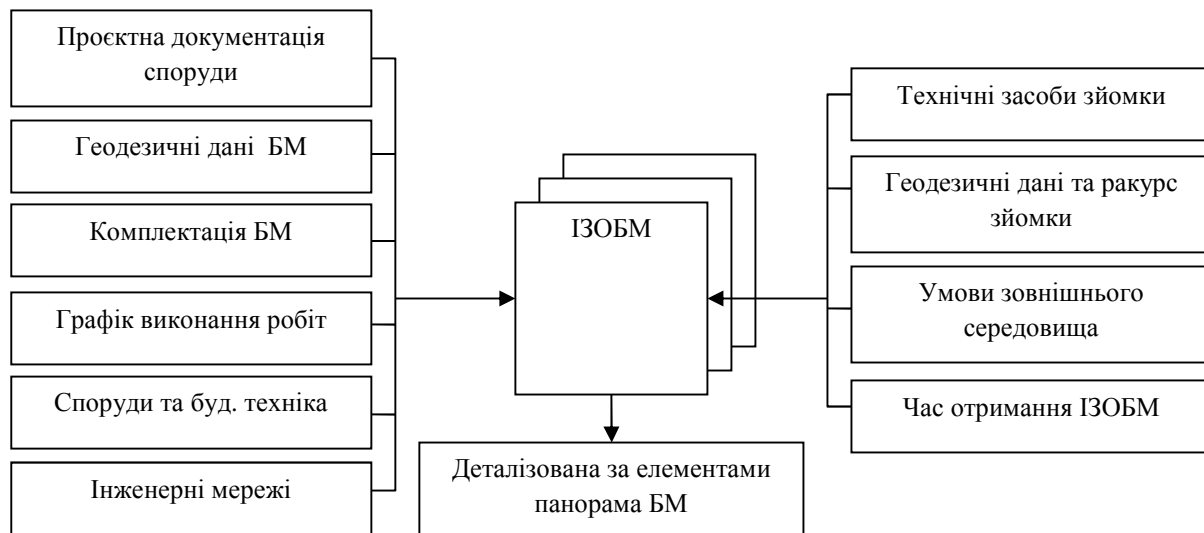 Проєктна документація
споруди
Геодезичні дані БМ
Комплектація БМ
Графік виконання робіт
Споруди та буд. техніка
Інженерні мережі
ІЗОБМ
Деталізована за елементами
панорама БМ
Технічні засоби зйомки
Геодезичні дані та ракурс
зйомки
Умови зовнішнього
середовища
Час отримання ІЗОБМ